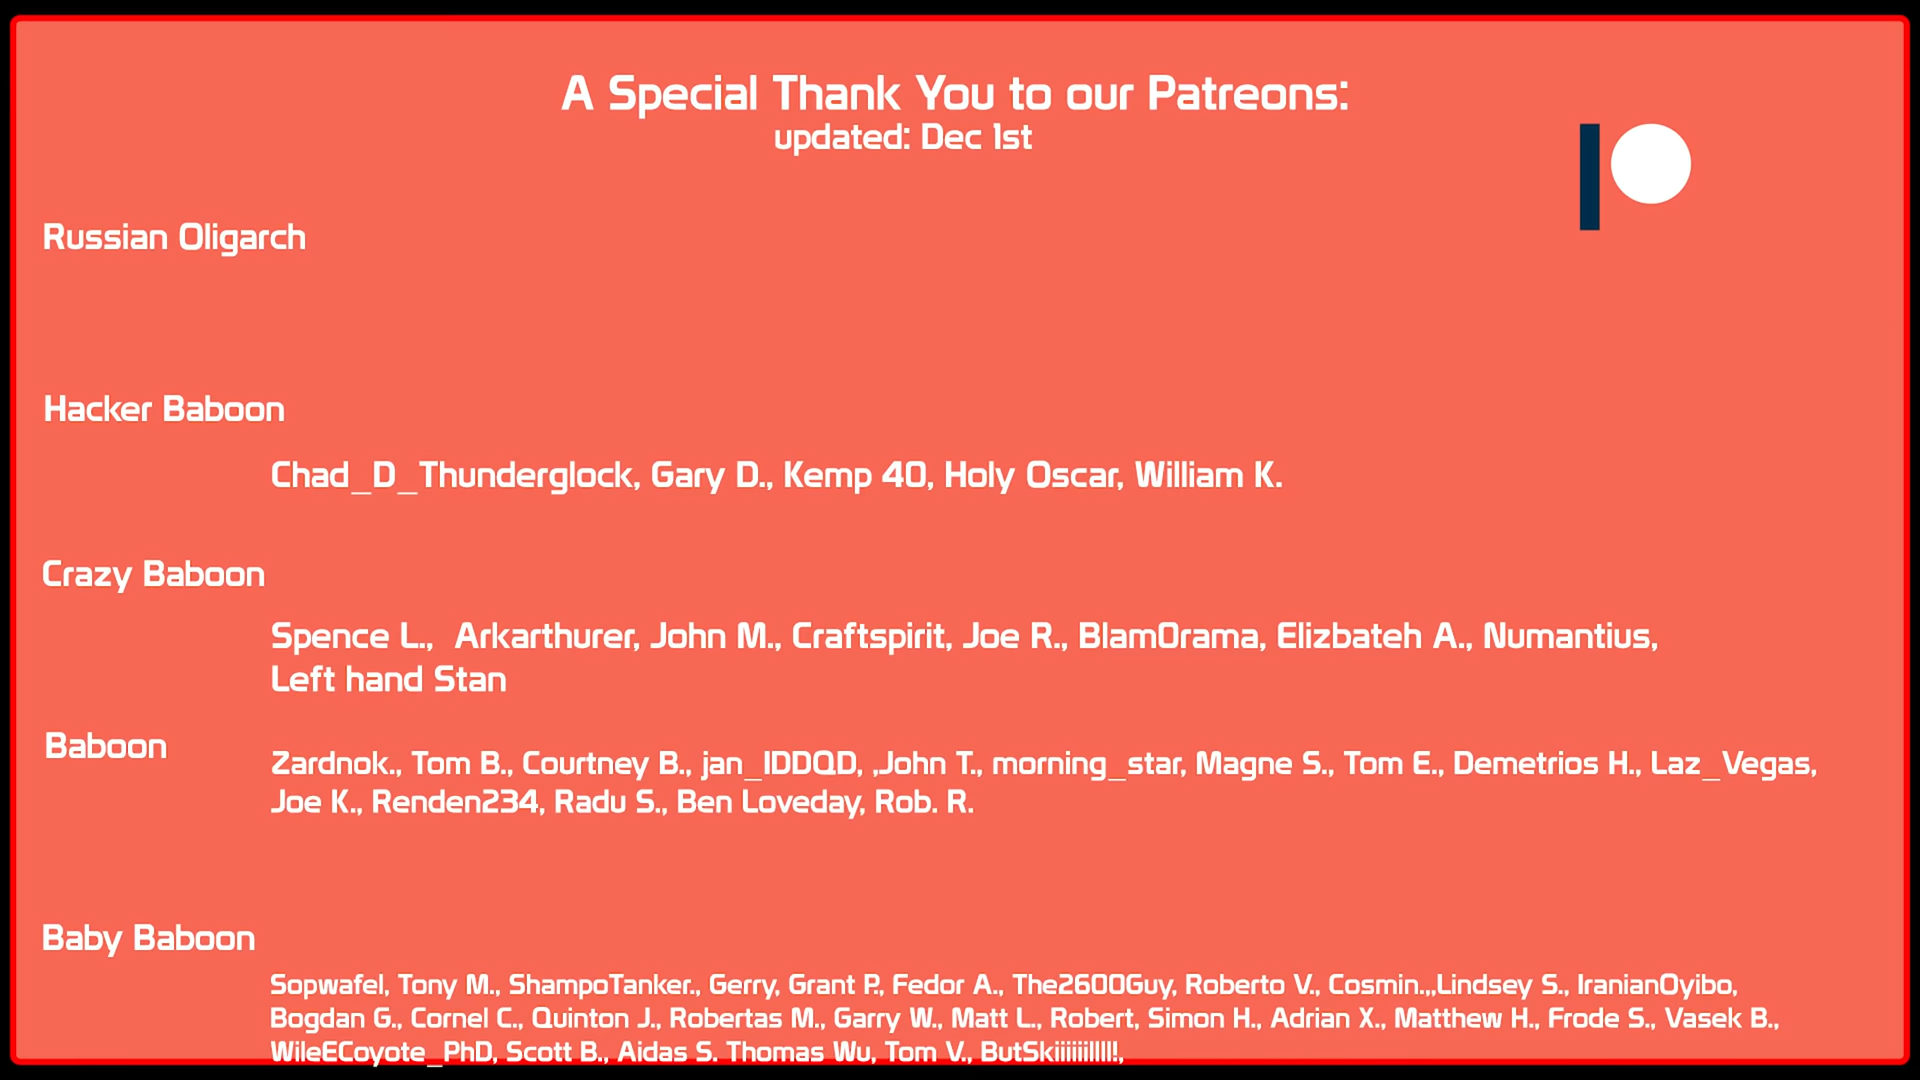 A Special Thank You to our Patreons:
updated: Dec 1st
Russian Oligarch
Hacker Baboon
Chad_D_Thunderglock, Gary D., Kemp 40, Holy Oscar, William K.
Crazy Baboon
Spence L.,  Arkarthurer, John M., Craftspirit, Joe R., Blam0rama, Elizbateh A., Numantius,
Left hand Stan
Baboon
Zardnok., Tom B., Courtney B., jan_IDDQD, ,John T., morning_star, Magne S., Tom E., Demetrios H., Laz_Vegas,
Joe K., Renden234, Radu S., Ben Loveday, Rob. R.
Baby Baboon
Sopwafel, Tony M., ShampoTanker., Gerry, Grant P., Fedor A., The2600Guy, Roberto V., Cosmin.,,Lindsey S., IranianOyibo,
Bogdan G., Cornel C., Quinton J., Robertas M., Garry W., Matt L., Robert, Simon H., Adrian X., Matthew H., Frode S., Vasek B.,
WileECoyote_PhD, Scott B., Aidas S. Thomas Wu, Tom V., ButSkiiiiiillll!,